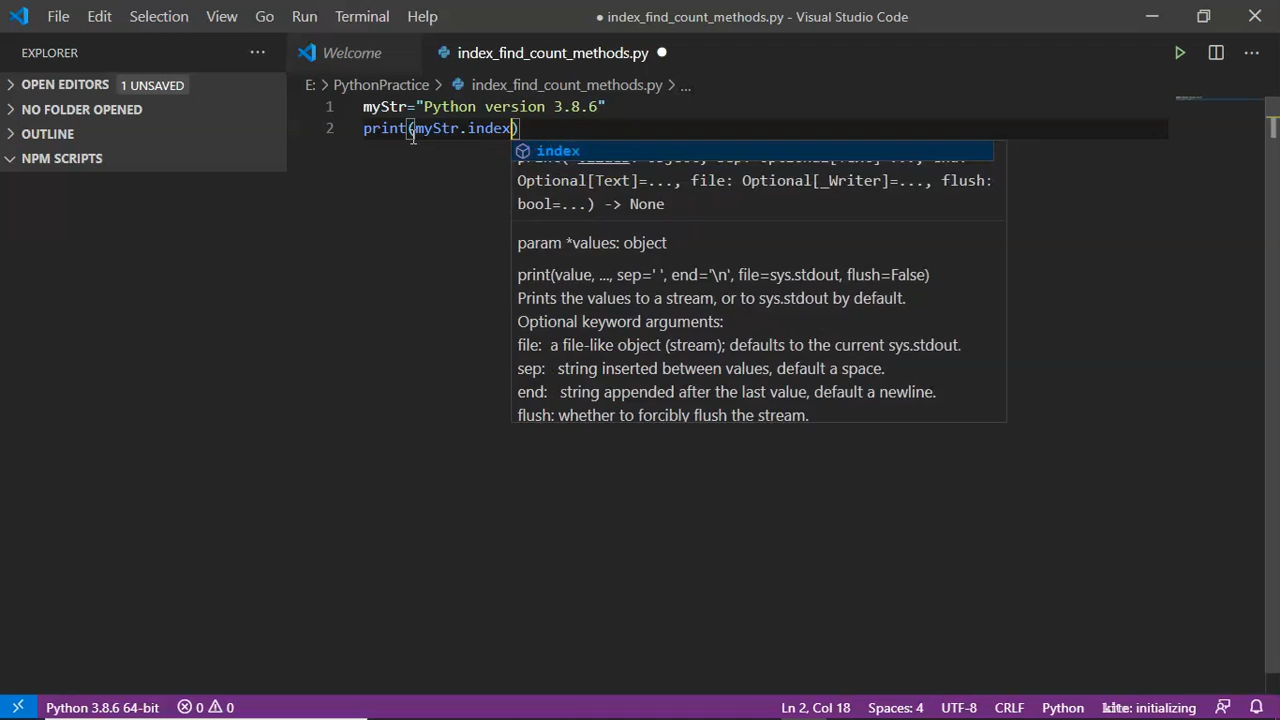 File Edit Selection View Go Run Terminal Help
● index_find_count_methods.py - Visual Studio Code
EXPLORER ···
Welcome
index_find_count_methods.py ●
OPEN EDITORS 1 UNSAVED
NO FOLDER OPENED
OUTLINE
NPM SCRIPTS
E: > PythonPractice > index_find_count_methods.py > ...
1 myStr="Python version 3.8.6"
2 print(myStr.index)
index
Optional[Text]=..., file: Optional[_Writer]=..., flush:
bool=...) -> None
param *values: object
print(value, ..., sep=' ', end='\n', file=sys.stdout, flush=False)
Prints the values to a stream, or to sys.stdout by default.
Optional keyword arguments:
file: a file-like object (stream); defaults to the current sys.stdout.
sep: string inserted between values, default a space.
end: string appended after the last value, default a newline.
flush: whether to forcibly flush the stream.
Python 3.8.6 64-bit 0 0 Ln 2, Col 18 Spaces: 4 UTF-8 CRLF Python kite: initializing